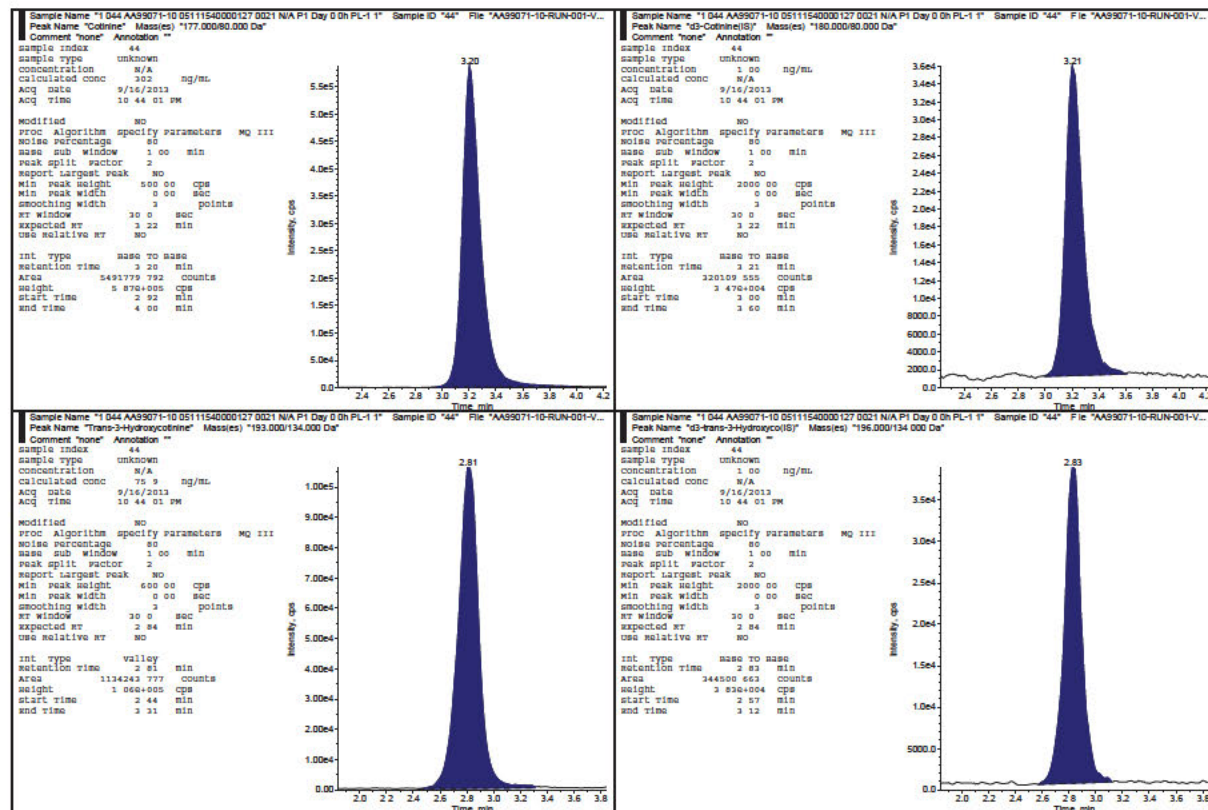 Sample Name "1 044 AA99071-10 05111540000127 0021 N/A P1 Day 0 0h PL-1 1" Sample ID "44" File "AA99071-10-RUN-001-V...
Peak Name "Cotinine" Mass(es) "177.000/80.000 Da"
Comment "none" Annotation ""
Sample Index 44
Sample Type Unknown
Concentration N/A
Calculated Conc 302 ng/mL
Acq Date 9/16/2013
Acq Time 10 44 01 PM
Modified NO
Proc Algorithm Specify Parameters MQ III
Noise Percentage 80
Base Sub Window 1 00 min
Peak Split Factor 2
Report Largest Peak NO
Min Peak Height 500 00 cps
Min Peak Width 0 00 sec
Smoothing Width 3 points
RT Window 30 0 sec
Expected RT 3 22 min
Use Relative RT NO
Int Type Base To Base
Retention Time 3 20 min
Area 5491779 792 counts
Height 5 87e+005 cps
Start Time 2 92 min
End Time 4 00 min
3.20
Intensity, cps
5.5e5
5.0e5
4.5e5
4.0e5
3.5e5
3.0e5
2.5e5
2.0e5
1.5e5
1.0e5
5.0e4
0.0
2.4 2.6 2.8 3.0 3.2 3.4 3.6 3.8 4.0 4.2
Time, min
Sample Name "1 044 AA99071-10 05111540000127 0021 N/A P1 Day 0 0h PL-1 1" Sample ID "44" File "AA99071-10-RUN-001-V...
Peak Name "d3-Cotinine(IS)" Mass(es) "180.000/80.000 Da"
Comment "none" Annotation ""
Sample Index 44
Sample Type Unknown
Concentration 1 00 ng/mL
Calculated Conc N/A
Acq Date 9/16/2013
Acq Time 10 44 01 PM
Modified NO
Proc Algorithm Specify Parameters MQ III
Noise Percentage 80
Base Sub Window 1 00 min
Peak Split Factor 2
Report Largest Peak NO
Min Peak Height 2000 00 cps
Min Peak Width 0 00 sec
Smoothing Width 3 points
RT Window 30 0 sec
Expected RT 3 22 min
Use Relative RT NO
Int Type Base To Base
Retention Time 3 21 min
Area 320109 555 counts
Height 3 47e+004 cps
Start Time 3 00 min
End Time 3 60 min
3.21
Intensity, cps
3.6e4
3.4e4
3.2e4
3.0e4
2.8e4
2.6e4
2.4e4
2.2e4
2.0e4
1.8e4
1.6e4
1.4e4
1.2e4
1.0e4
8000.0
6000.0
4000.0
2000.0
0.0
2.4 2.6 2.8 3.0 3.2 3.4 3.6 3.8 4.0
Time, min
Sample Name "1 044 AA99071-10 05111540000127 0021 N/A P1 Day 0 0h PL-1 1" Sample ID "44" File "AA99071-10-RUN-001-V...
Peak Name "Trans-3-Hydroxycotinine" Mass(es) "193.000/134.000 Da"
Comment "none" Annotation ""
Sample Index 44
Sample Type Unknown
Concentration N/A
Calculated Conc 75 9 ng/mL
Acq Date 9/16/2013
Acq Time 10 44 01 PM
Modified NO
Proc Algorithm Specify Parameters MQ III
Noise Percentage 80
Base Sub Window 1 00 min
Peak Split Factor 2
Report Largest Peak NO
Min Peak Height 600 00 cps
Min Peak Width 0 00 sec
Smoothing Width 3 points
RT Window 30 0 sec
Expected RT 2 84 min
Use Relative RT NO
Int Type Valley
Retention Time 2 81 min
Area 1134243 777 counts
Height 1 06e+005 cps
Start Time 2 44 min
End Time 3 31 min
2.81
Intensity, cps
1.00e5
9.00e4
8.00e4
7.00e4
6.00e4
5.00e4
4.00e4
3.00e4
2.00e4
1.00e4
0.00
2.0 2.2 2.4 2.6 2.8 3.0 3.2 3.4 3.6 3.8
Time, min
Sample Name "1 044 AA99071-10 05111540000127 0021 N/A P1 Day 0 0h PL-1 1" Sample ID "44" File "AA99071-10-RUN-001-V...
Peak Name "d3-trans-3-Hydroxyco(IS)" Mass(es) "196.000/134 000 Da"
Comment "none" Annotation ""
Sample Index 44
Sample Type Unknown
Concentration 1 00 ng/mL
Calculated Conc N/A
Acq Date 9/16/2013
Acq Time 10 44 01 PM
Modified NO
Proc Algorithm Specify Parameters MQ III
Noise Percentage 80
Base Sub Window 1 00 min
Peak Split Factor 2
Report Largest Peak NO
Min Peak Height 2000 00 cps
Min Peak Width 0 00 sec
Smoothing Width 3 points
RT Window 30 0 sec
Expected RT 2 84 min
Use Relative RT NO
Int Type Base To Base
Retention Time 2 83 min
Area 344500 663 counts
Height 3 83e+004 cps
Start Time 2 57 min
End Time 3 12 min
2.83
Intensity, cps
3.5e4
3.0e4
2.5e4
2.0e4
1.5e4
1.0e4
5000.0
0.0
2.0 2.2 2.4 2.6 2.8 3.0 3.2 3.4 3.6 3.8
Time, min